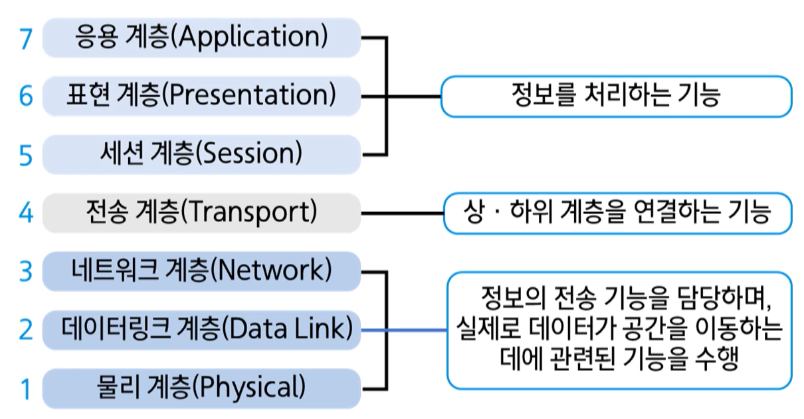 7 응용 계층(Application)
6 표현 계층(Presentation)
정보를 처리하는 기능
5 세션 계층(Session)
4 전송 계층(Transport)
상·하위 계층을 연결하는 기능
3 네트워크 계층(Network)
2 데이터링크 계층(Data Link)
1 물리 계층(Physical)
정보의 전송 기능을 담당하며,
실제로 데이터가 공간을 이동하는
데에 관련된 기능을 수행